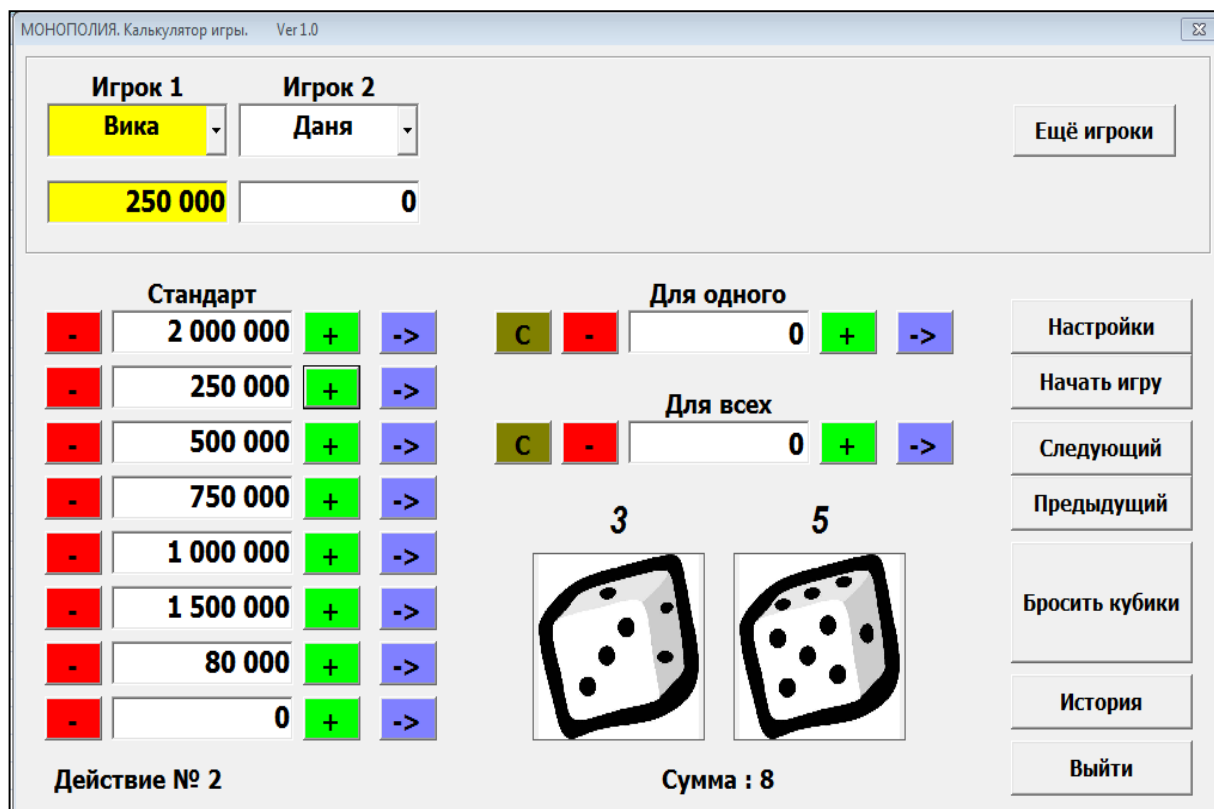 МОНОПОЛИЯ. Калькулятор игры. Ver 1.0
Игрок 1 Игрок 2
Вика Даня Ещё игроки
250 000 0
Стандарт Для одного
- 2 000 000 + -> C - 0 + -> Настройки
- 250 000 + -> Начать игру
Для всех
- 500 000 + -> C - 0 + -> Следующий
- 750 000 + -> Предыдущий
3 5
- 1 000 000 + ->
- 1 500 000 + -> Бросить кубики
- 80 000 + ->
- 0 + -> История
Действие № 2 Сумма : 8 Выйти